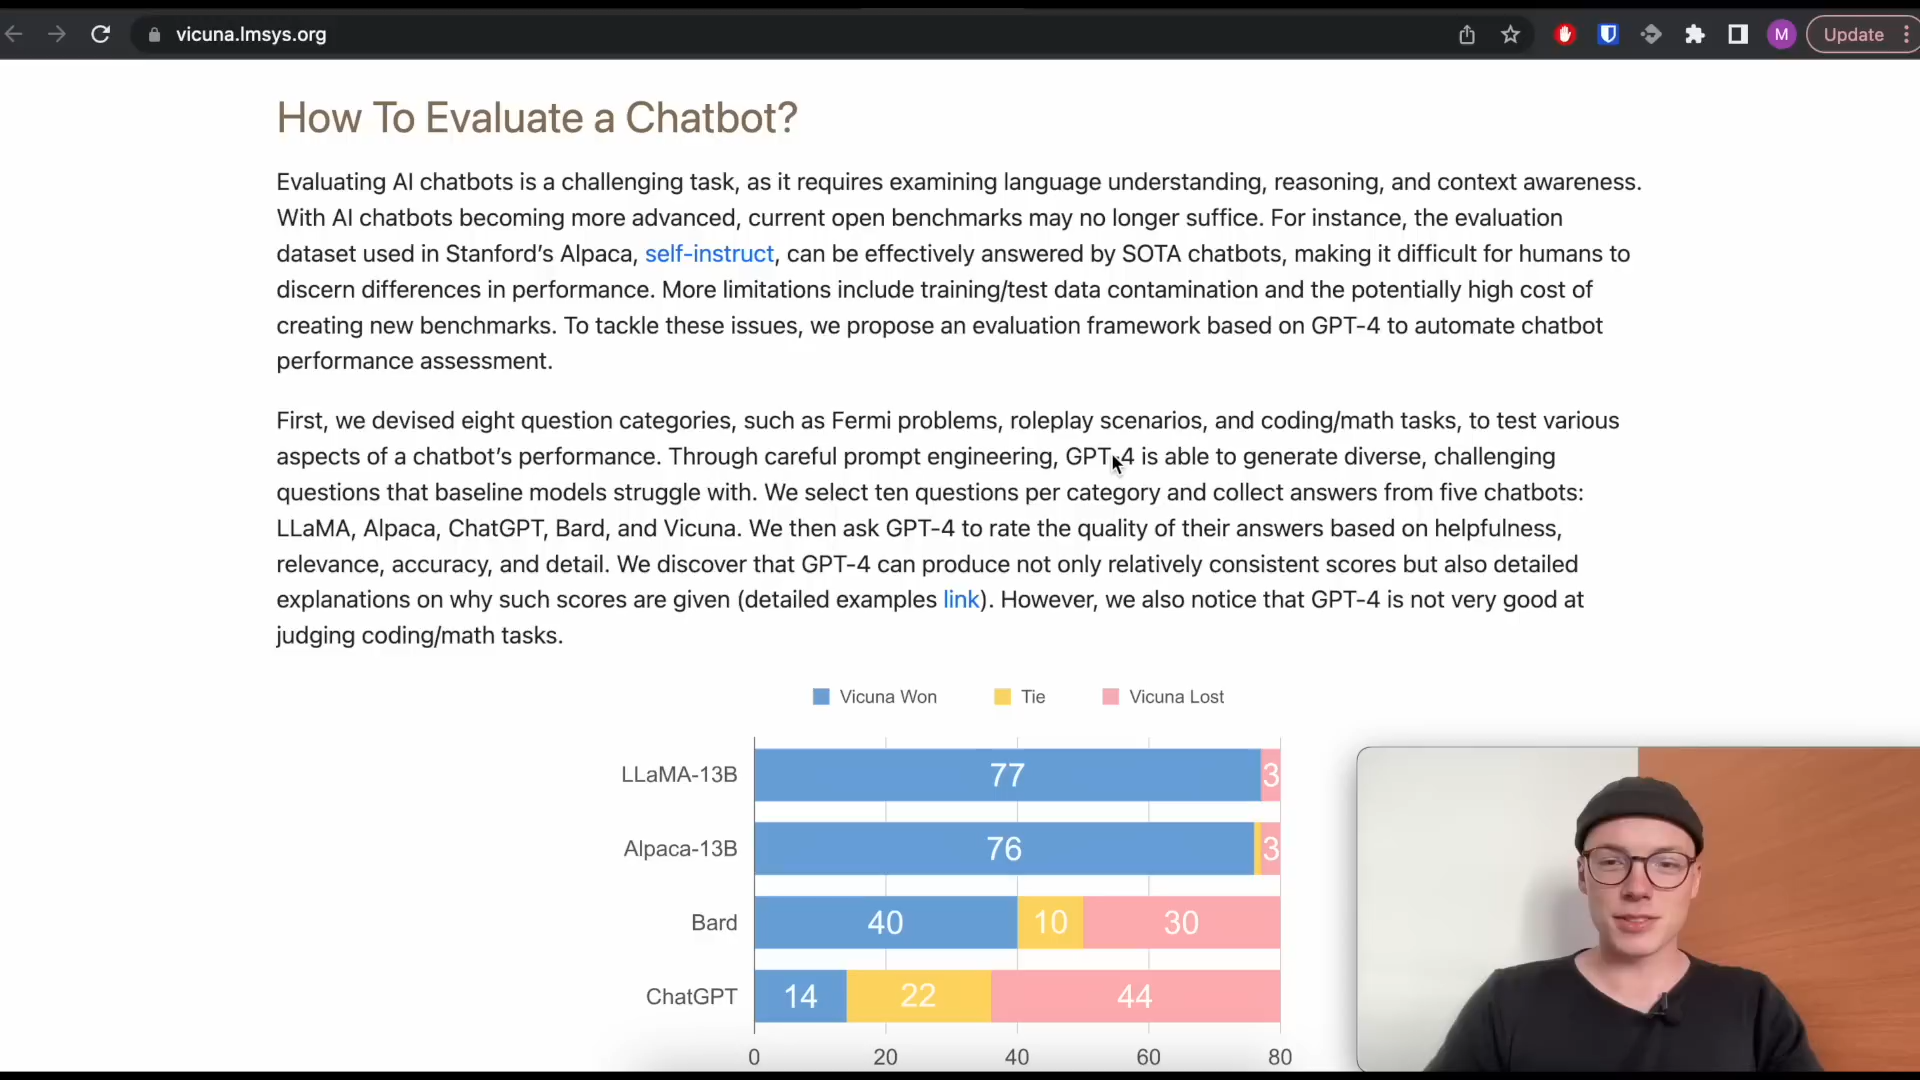 vicuna.lmsys.org
M
Update
How To Evaluate a Chatbot?
Evaluating AI chatbots is a challenging task, as it requires examining language understanding, reasoning, and context awareness.
With AI chatbots becoming more advanced, current open benchmarks may no longer suffice. For instance, the evaluation
dataset used in Stanford’s Alpaca, self-instruct, can be effectively answered by SOTA chatbots, making it difficult for humans to
discern differences in performance. More limitations include training/test data contamination and the potentially high cost of
creating new benchmarks. To tackle these issues, we propose an evaluation framework based on GPT-4 to automate chatbot
performance assessment.
First, we devised eight question categories, such as Fermi problems, roleplay scenarios, and coding/math tasks, to test various
aspects of a chatbot’s performance. Through careful prompt engineering, GPT-4 is able to generate diverse, challenging
questions that baseline models struggle with. We select ten questions per category and collect answers from five chatbots:
LLaMA, Alpaca, ChatGPT, Bard, and Vicuna. We then ask GPT-4 to rate the quality of their answers based on helpfulness,
relevance, accuracy, and detail. We discover that GPT-4 can produce not only relatively consistent scores but also detailed
explanations on why such scores are given (detailed examples link). However, we also notice that GPT-4 is not very good at
judging coding/math tasks.
Vicuna Won Tie Vicuna Lost
LLaMA-13B 77 3
Alpaca-13B 76 3
Bard 40 10 30
ChatGPT 14 22 44
0 20 40 60 80